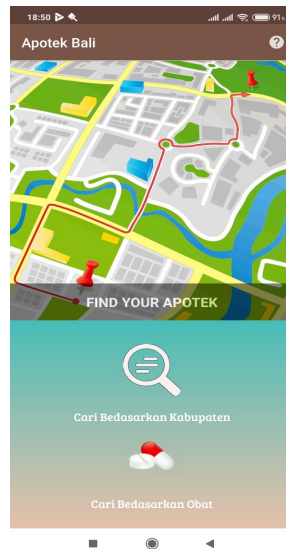 18:50 91
Apotek Bali
FIND YOUR APOTEK
Cari Bedasarkan Kabupaten
Cari Bedasarkan Obat